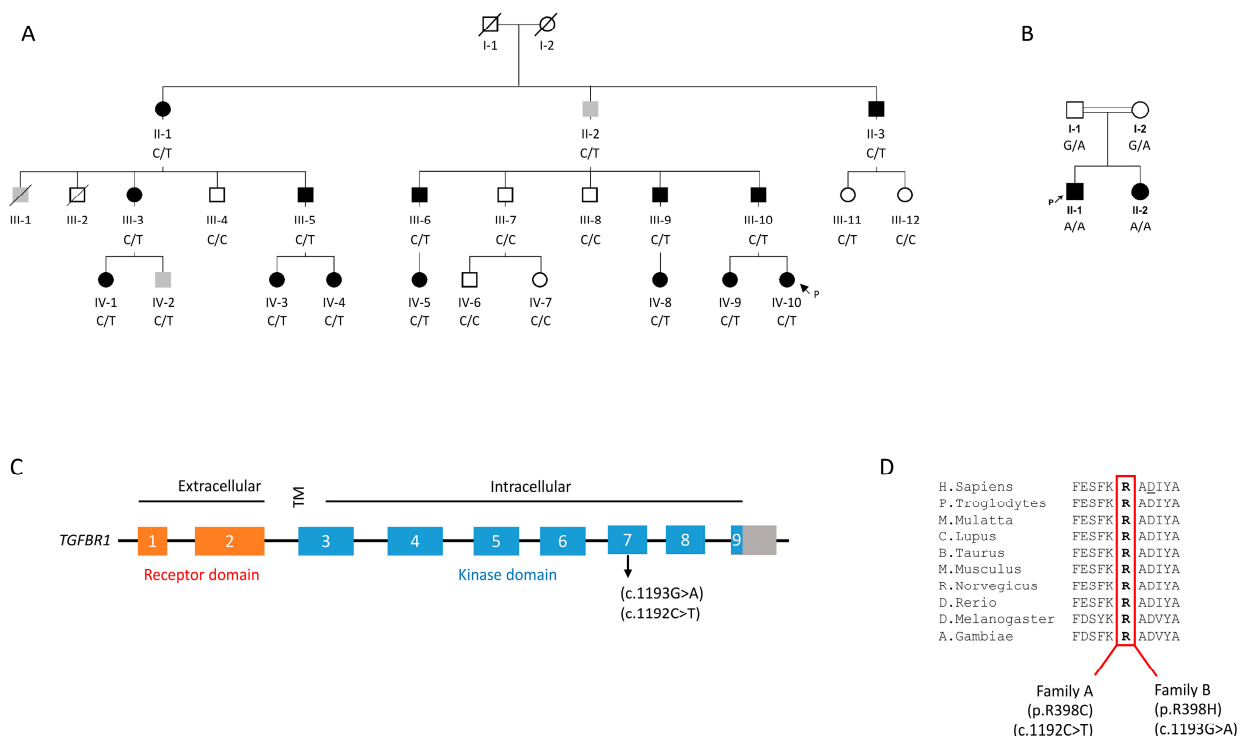 A
B
I-1
I-2
II-1
II-2
II-3
C/T
C/T
C/T
III-1
III-2
III-3
III-4
III-5
III-6
III-7
III-8
III-9
III-10
III-11
III-12
C/T
C/C
C/T
C/T
C/C
C/C
C/T
C/T
C/T
C/C
IV-1
IV-2
IV-3
IV-4
IV-5
IV-6
IV-7
IV-8
IV-9
IV-10
P
C/T
C/T
C/T
C/T
C/T
C/C
C/C
C/T
C/T
C/T
I-1
I-2
G/A
G/A
P
II-1
II-2
A/A
A/A
C
Extracellular
TM
Intracellular
TGFBR1
1
2
3
4
5
6
7
8
9
Receptor domain
Kinase domain
(c.1193G>A)
(c.1192C>T)
D
H.Sapiens FESFK R ADIYA
P.Troglodytes FESFK R ADIYA
M.Mulatta FESFK R ADIYA
C.Lupus FESFK R ADIYA
B.Taurus FESFK R ADIYA
M.Musculus FESFK R ADIYA
R.Norvegicus FESFK R ADIYA
D.Rerio FESFK R ADIYA
D.Melanogaster FDSYK R ADVYA
A.Gambiae FDSFK R ADVYA
Family A
(p.R398C)
(c.1192C>T)
Family B
(p.R398H)
(c.1193G>A)